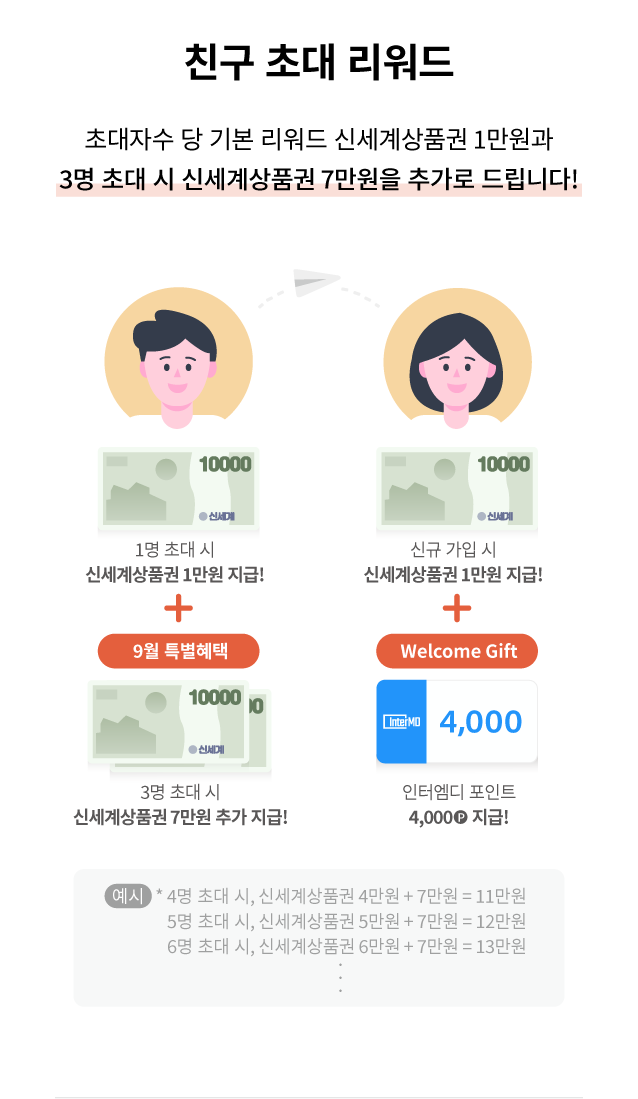 친구 초대 리워드
초대자수 당 기본 리워드 신세계상품권 1만원과
3명 초대 시 신세계상품권 7만원을 추가로 드립니다!
10000
신세계
10000
신세계
1명 초대 시
신세계상품권 1만원 지급!
신규 가입 시
신세계상품권 1만원 지급!
+
+
9월 특별혜택
Welcome Gift
10000
00
신세계
InterMD
4,000
3명 초대 시
신세계상품권 7만원 추가 지급!
인터엠디 포인트
4,000🅟 지급!
예시 * 4명 초대 시, 신세계상품권 4만원 + 7만원 = 11만원
5명 초대 시, 신세계상품권 5만원 + 7만원 = 12만원
6명 초대 시, 신세계상품권 6만원 + 7만원 = 13만원